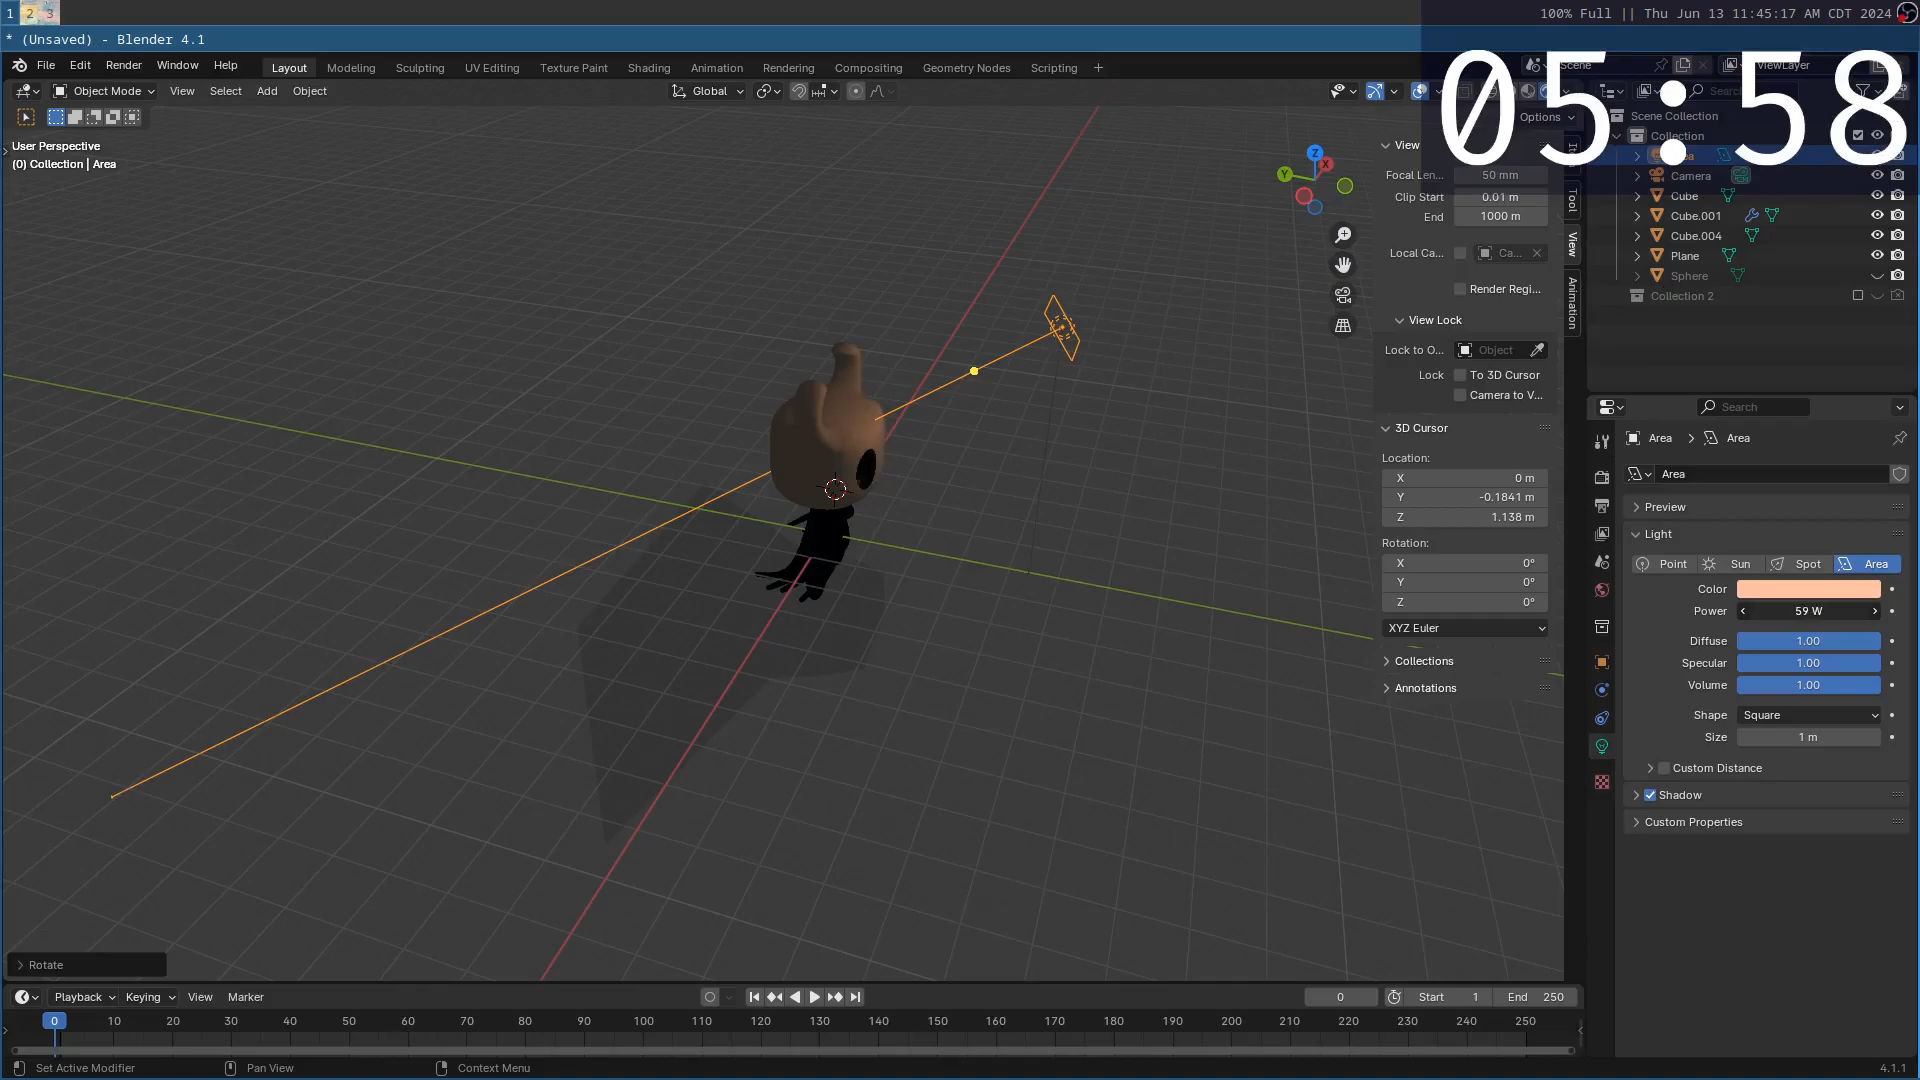 1 2 3
100% Full || Thu Jun 13 11:45:17 AM CDT 2024
* (Unsaved) - Blender 4.1
05:58
File Edit Render Window Help
Layout Modeling Sculpting UV Editing Texture Paint Shading Animation Rendering Compositing Geometry Nodes Scripting +
Scene ViewLayer
Object Mode View Select Add Object
Global
Options
User Perspective
(0) Collection | Area
Z
X
Y
View
Focal Len... 50 mm
Clip Start 0.01 m
End 1000 m
Local Ca... Ca...
Render Regi...
View Lock
Lock to O... Object
Lock To 3D Cursor
Camera to V...
3D Cursor
Location:
X 0 m
Y -0.1841 m
Z 1.138 m
Rotation:
X 0°
Y 0°
Z 0°
XYZ Euler
Collections
Annotations
Tool
View
Animation
Scene Collection
Collection
Camera
Cube
Cube.001
Cube.004
Plane
Sphere
Collection 2
Search
Area Area
Area
Preview
Light
Point Sun Spot Area
Color
Power 59 W
Diffuse 1.00
Specular 1.00
Volume 1.00
Shape Square
Size 1 m
Custom Distance
Shadow
Custom Properties
Rotate
Playback Keying View Marker
0 Start 1 End 250
0 10 20 30 40 50 60 70 80 90 100 110 120 130 140 150 160 170 180 190 200 210 220 230 240 250
Set Active Modifier Pan View Context Menu
4.1.1